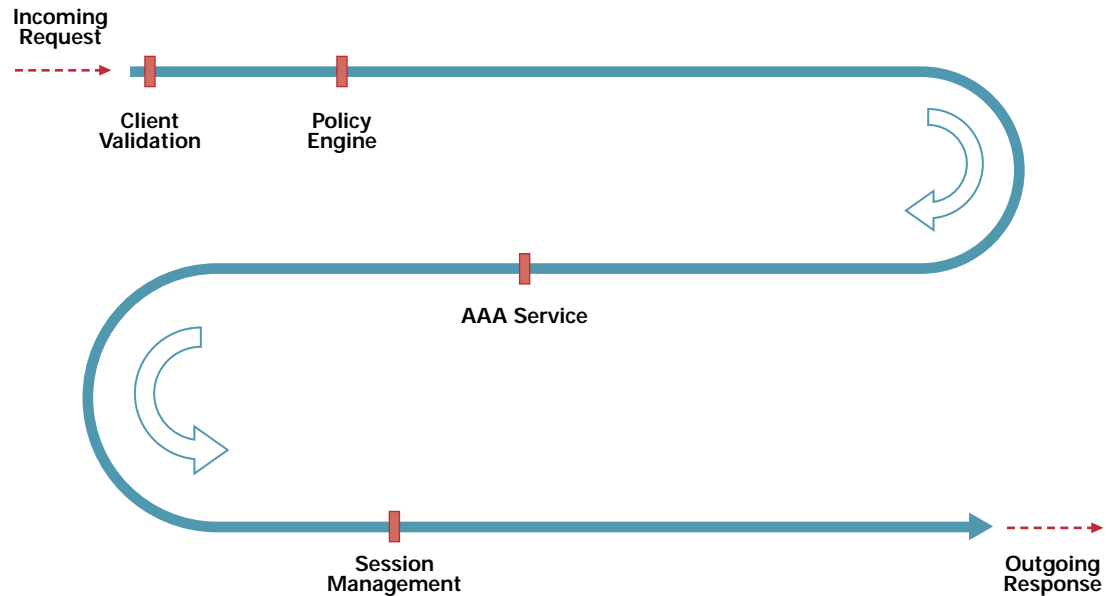 Incoming
Request
Client
Validation
Policy
Engine
AAA Service
Session
Management
Outgoing
Response